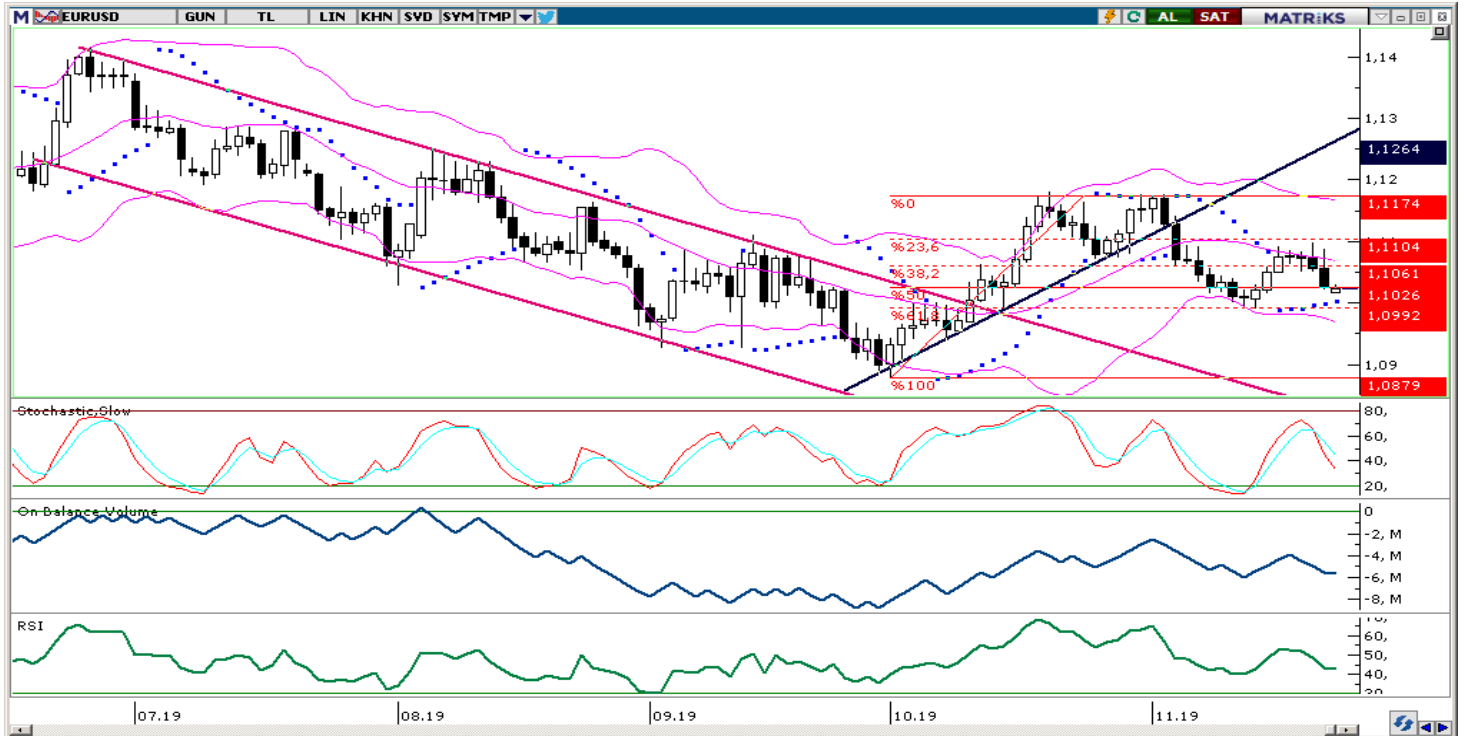 M EURUSD GUN TL LIN KHN SVD SYM TMP AL SAT MATRİKS
1,14
1,13
1,1264
1,12
%0
1,1174
%23,6
1,1104
%38,2
1,1061
%50
1,1026
%61,8
1,0992
1,09
%100
1,0879
Stochastic,Slow
80,
60,
40,
20,
On Balance Volume
0
-2, M
-4, M
-6, M
-8, M
RSI
60,
50,
40,
07.19 08.19 09.19 10.19 11.19